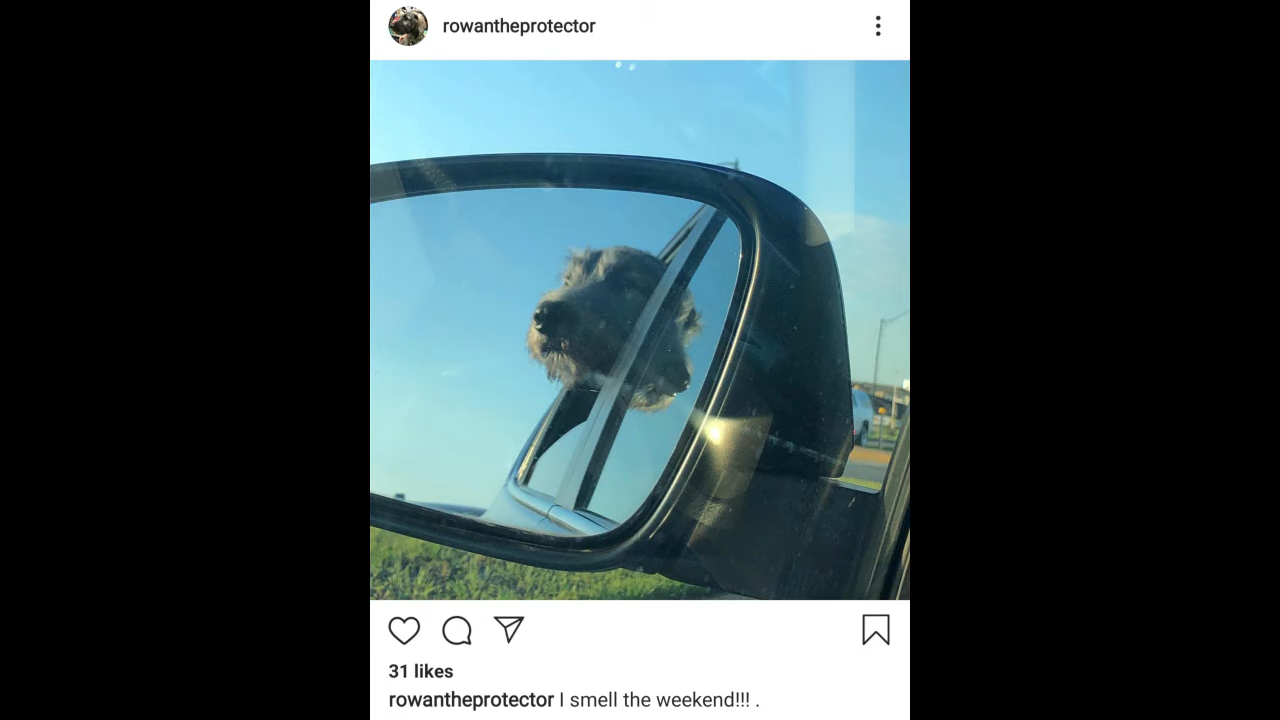 rowantheprotector
31 likes
rowantheprotector I smell the weekend!!! .